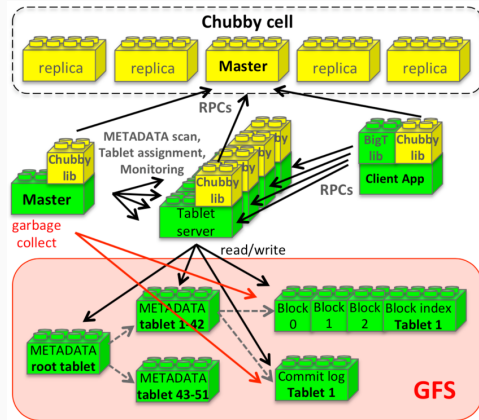 Chubby cell
replica
replica
Master
replica
replica
RPCs
METADATA scan,
Tablet assignment,
Monitoring
Chubby
lib
Master
garbage
collect
Chubby
lib
Tablet
server
BigT
lib
Chubby
lib
Client App
RPCs
read/write
METADATA
tablet 1-42
Block
0
Block
1
Block
2
Block index
Tablet 1
METADATA
root tablet
METADATA
tablet 43-51
Commit log
Tablet 1
GFS